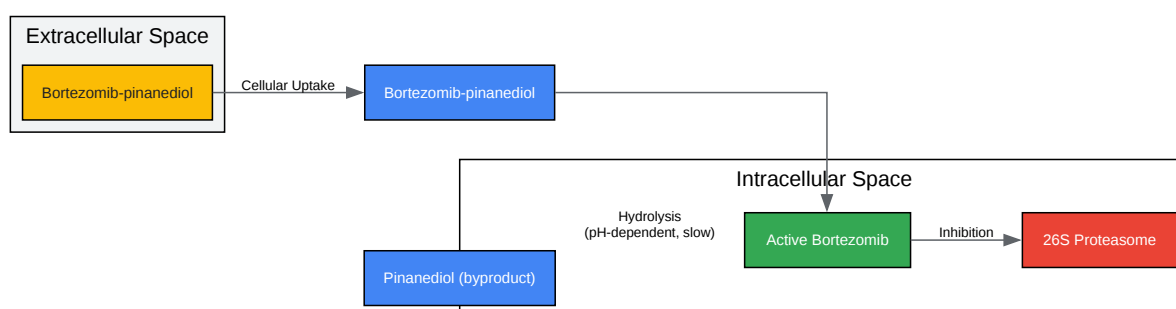 Extracellular Space
Bortezomib-pinanediol
Cellular Uptake
Bortezomib-pinanediol
Intracellular Space
Hydrolysis
(pH-dependent, slow)
Active Bortezomib
Inhibition
26S Proteasome
Pinanediol (byproduct)